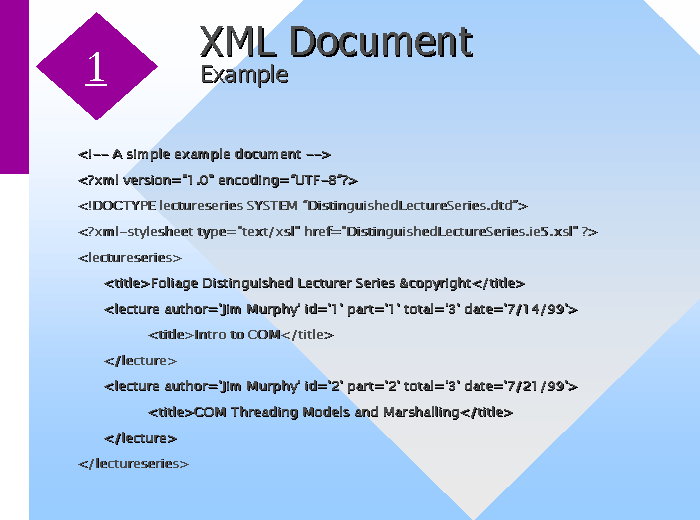 1
XML Document
Example
<!-- A simple example document -->
<?xml version="1.0" encoding="UTF-8"?>
<!DOCTYPE lectureseries SYSTEM "DistinguishedLectureSeries.dtd">
<?xml-stylesheet type="text/xsl" href="DistinguishedLectureSeries.ie5.xsl" ?>
<lectureseries>
<title>Foliage Distinguished Lecturer Series &copyright</title>
<lecture author='Jim Murphy' id='1' part='1' total='3' date='7/14/99'>
<title>Intro to COM</title>
</lecture>
<lecture author='Jim Murphy' id='2' part='2' total='3' date='7/21/99'>
<title>COM Threading Models and Marshalling</title>
</lecture>
</lectureseries>